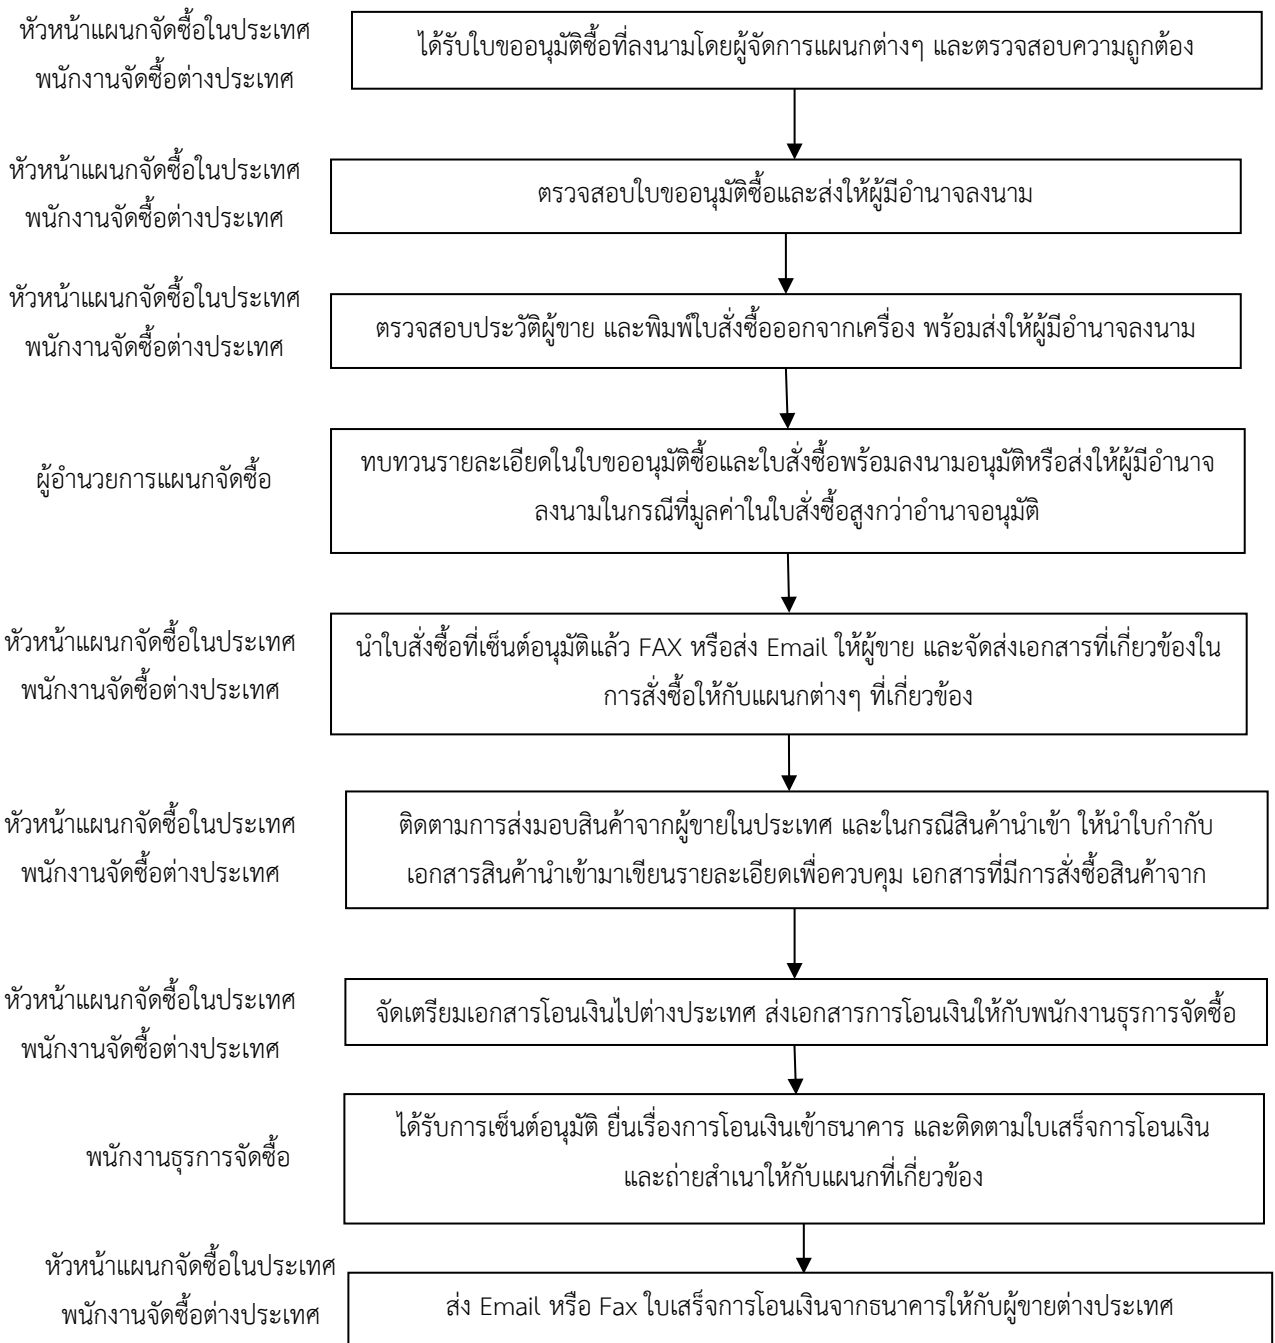 หัวหน้าแผนกจัดซื้อในประเทศ
พนักงานจัดซื้อต่างประเทศ
ได้รับใบขออนุมัติซื้อที่ลงนามโดยผู้จัดการแผนกต่างๆ และตรวจสอบความถูกต้อง
หัวหน้าแผนกจัดซื้อในประเทศ
พนักงานจัดซื้อต่างประเทศ
ตรวจสอบใบขออนุมัติซื้อและส่งให้ผู้มีอำนาจลงนาม
หัวหน้าแผนกจัดซื้อในประเทศ
พนักงานจัดซื้อต่างประเทศ
ตรวจสอบประวัติผู้ขาย และพิมพ์ใบสั่งซื้อออกจากเครื่อง พร้อมส่งให้ผู้มีอำนาจลงนาม
ผู้อำนวยการแผนกจัดซื้อ
ทบทวนรายละเอียดในใบขออนุมัติซื้อและใบสั่งซื้อพร้อมลงนามอนุมัติหรือส่งให้ผู้มีอำนาจ
ลงนามในกรณีที่มูลค่าในใบสั่งซื้อสูงกว่าอำนาจอนุมัติ
หัวหน้าแผนกจัดซื้อในประเทศ
พนักงานจัดซื้อต่างประเทศ
นำใบสั่งซื้อที่เซ็นต์อนุมัติแล้ว FAX หรือส่ง Email ให้ผู้ขาย และจัดส่งเอกสารที่เกี่ยวข้องใน
การสั่งซื้อให้กับแผนกต่างๆ ที่เกี่ยวข้อง
หัวหน้าแผนกจัดซื้อในประเทศ
พนักงานจัดซื้อต่างประเทศ
ติดตามการส่งมอบสินค้าจากผู้ขายในประเทศ และในกรณีสินค้านำเข้า ให้นำใบกำกับ
เอกสารสินค้านำเข้ามาเขียนรายละเอียดเพื่อควบคุม เอกสารที่มีการสั่งซื้อสินค้าจาก
หัวหน้าแผนกจัดซื้อในประเทศ
พนักงานจัดซื้อต่างประเทศ
จัดเตรียมเอกสารโอนเงินไปต่างประเทศ ส่งเอกสารการโอนเงินให้กับพนักงานธุรการจัดซื้อ
พนักงานธุรการจัดซื้อ
ได้รับการเซ็นต์อนุมัติ ยื่นเรื่องการโอนเงินเข้าธนาคาร และติดตามใบเสร็จการโอนเงิน
และถ่ายสำเนาให้กับแผนกที่เกี่ยวข้อง
หัวหน้าแผนกจัดซื้อในประเทศ
พนักงานจัดซื้อต่างประเทศ
ส่ง Email หรือ Fax ใบเสร็จการโอนเงินจากธนาคารให้กับผู้ขายต่างประเทศ